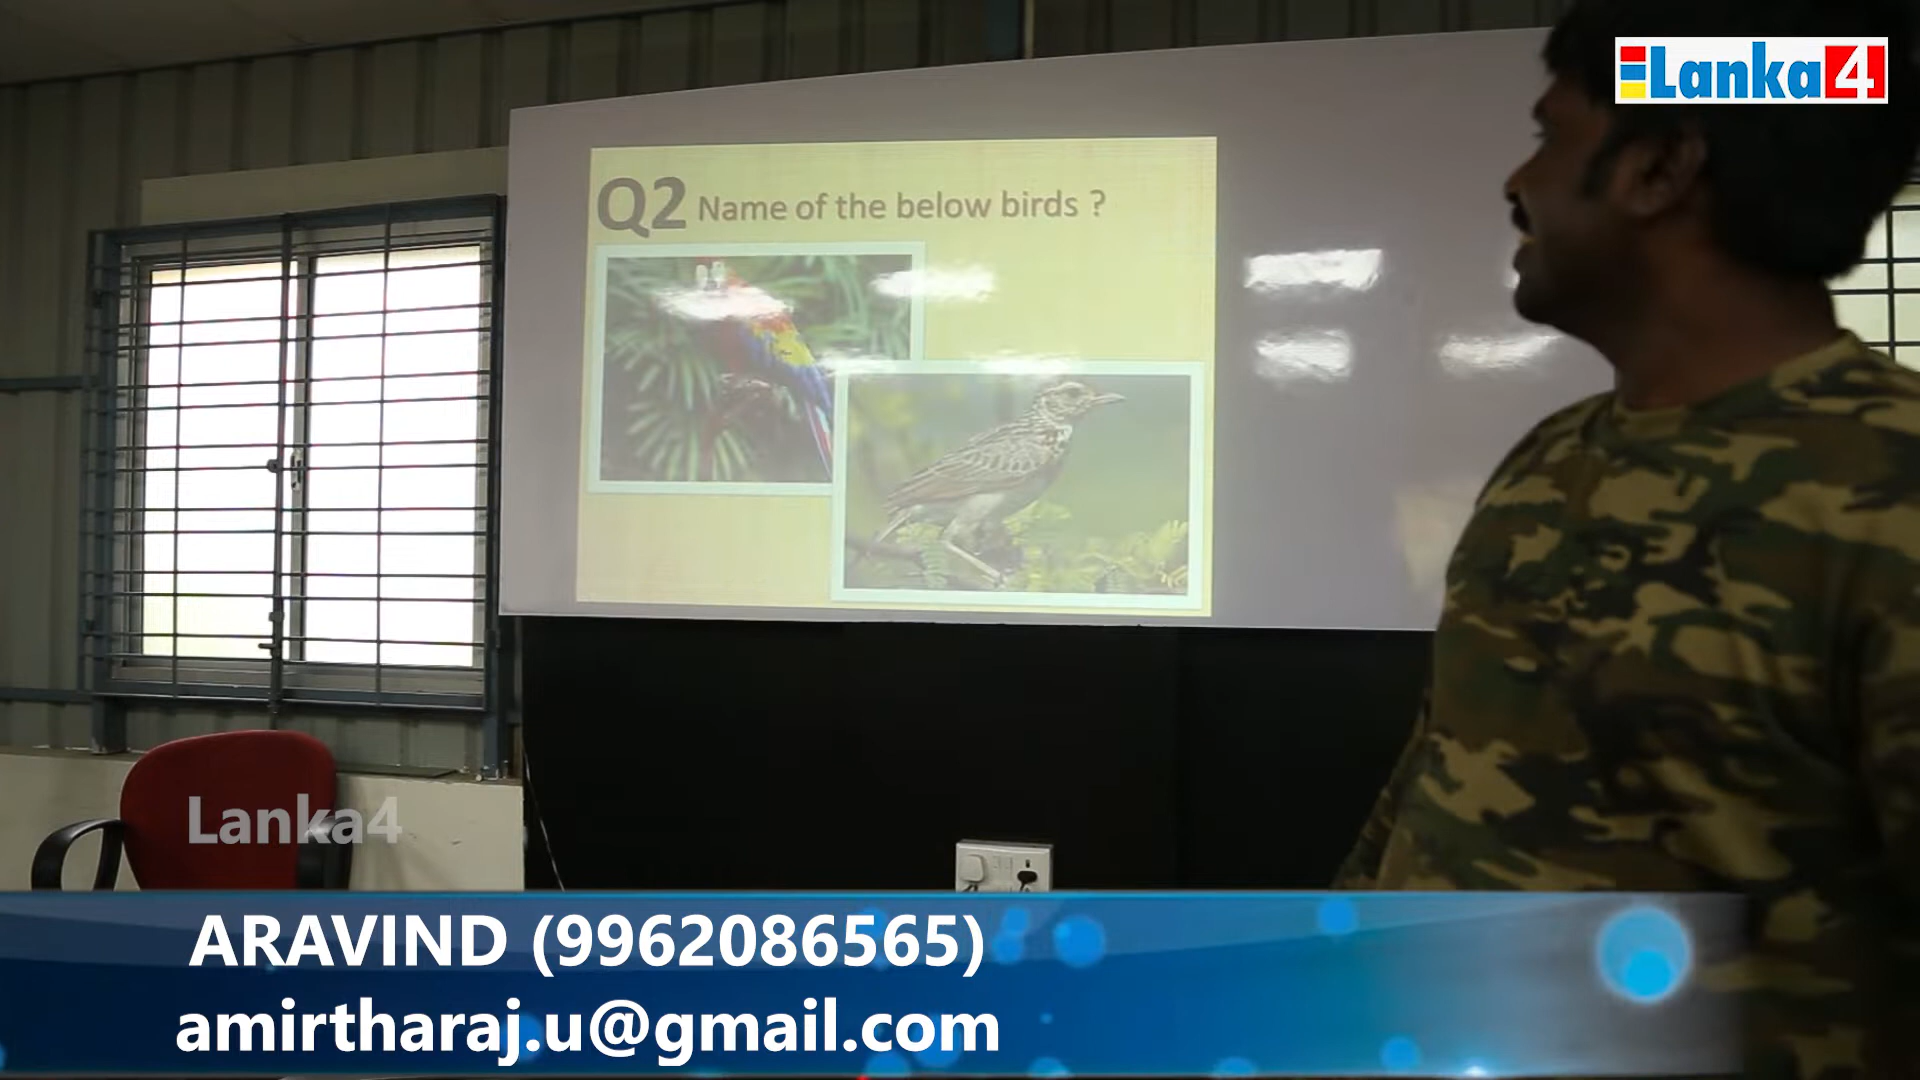 Lanka4
Q2 Name of the below birds ?
Lanka4
ARAVIND (9962086565)
amirtharaj.u@gmail.com